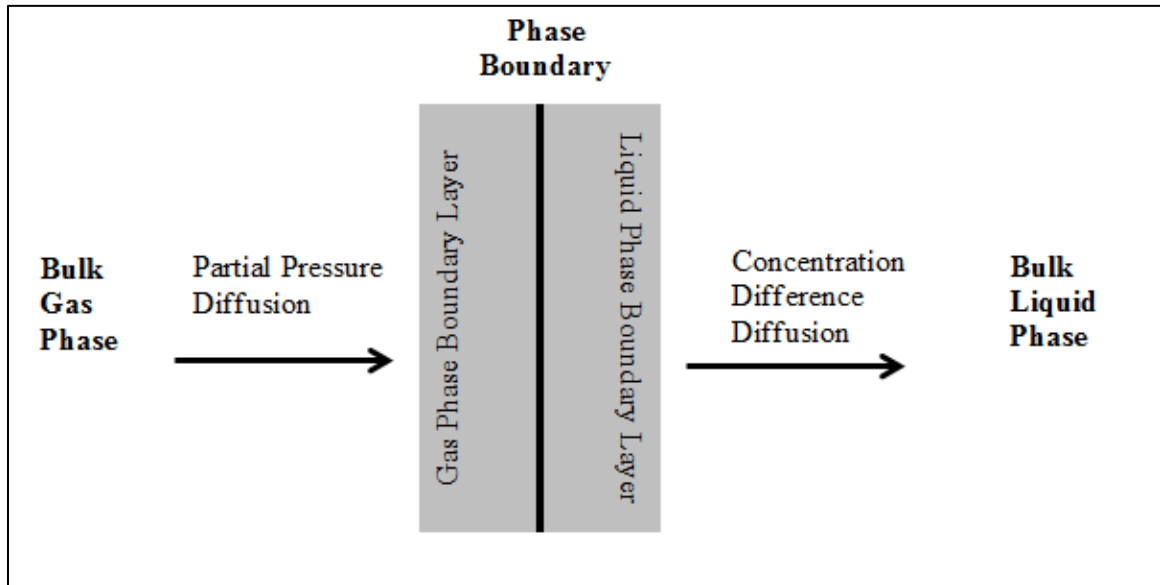 Phase
Boundary
Bulk
Gas
Phase
Partial Pressure
Diffusion
Gas Phase Boundary Layer
Liquid Phase Boundary Layer
Concentration
Difference
Diffusion
Bulk
Liquid
Phase